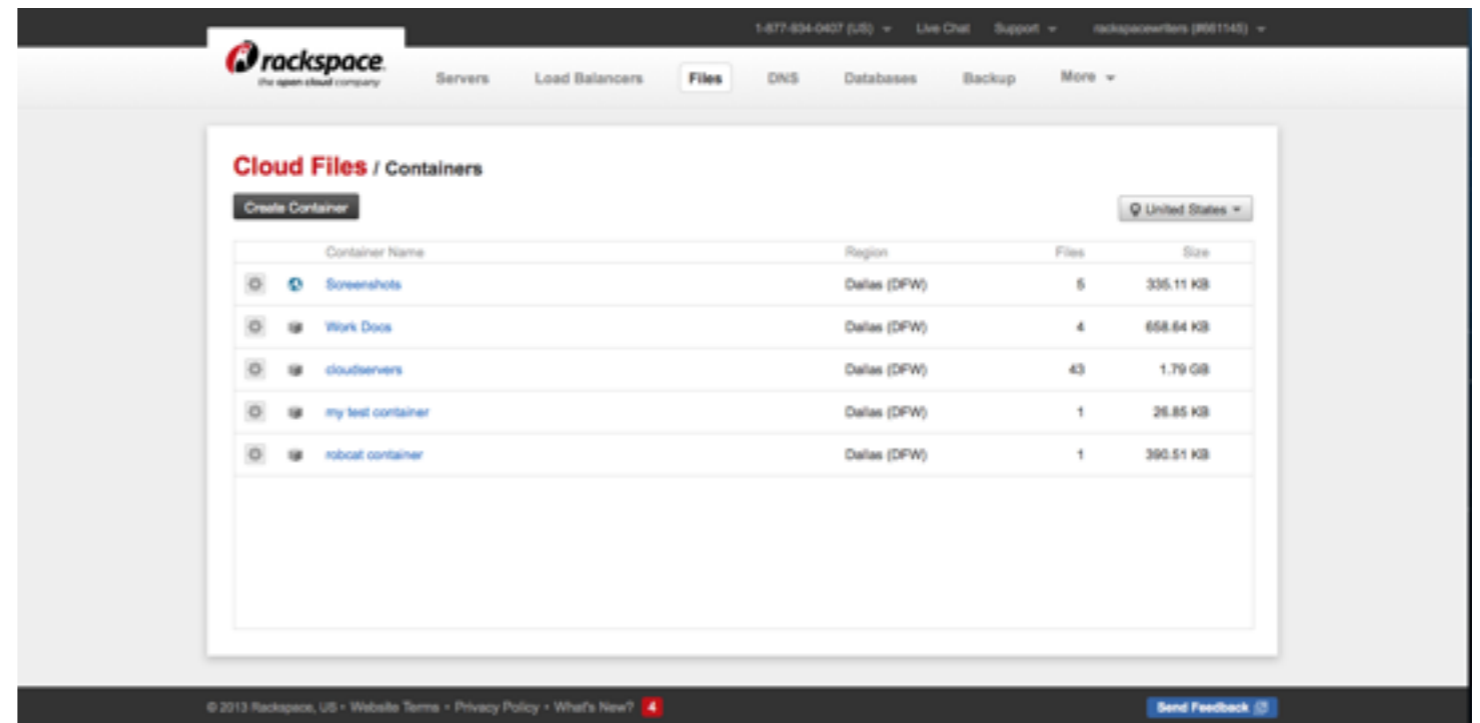 1-877-934-0407 (US) Live Chat Support rackspacewriters (#661145)
rackspace.
the open cloud company
Servers Load Balancers Files DNS Databases Backup More
Cloud Files / Containers
Create Container United States
Container Name Region Files Size
Screenshots Dallas (DFW) 5 335.11 KB
Work Docs Dallas (DFW) 4 658.64 KB
cloudservers Dallas (DFW) 43 1.79 GB
my test container Dallas (DFW) 1 26.85 KB
robcat container Dallas (DFW) 1 390.51 KB
© 2013 Rackspace, US • Website Terms • Privacy Policy • What's New? 4 Send Feedback